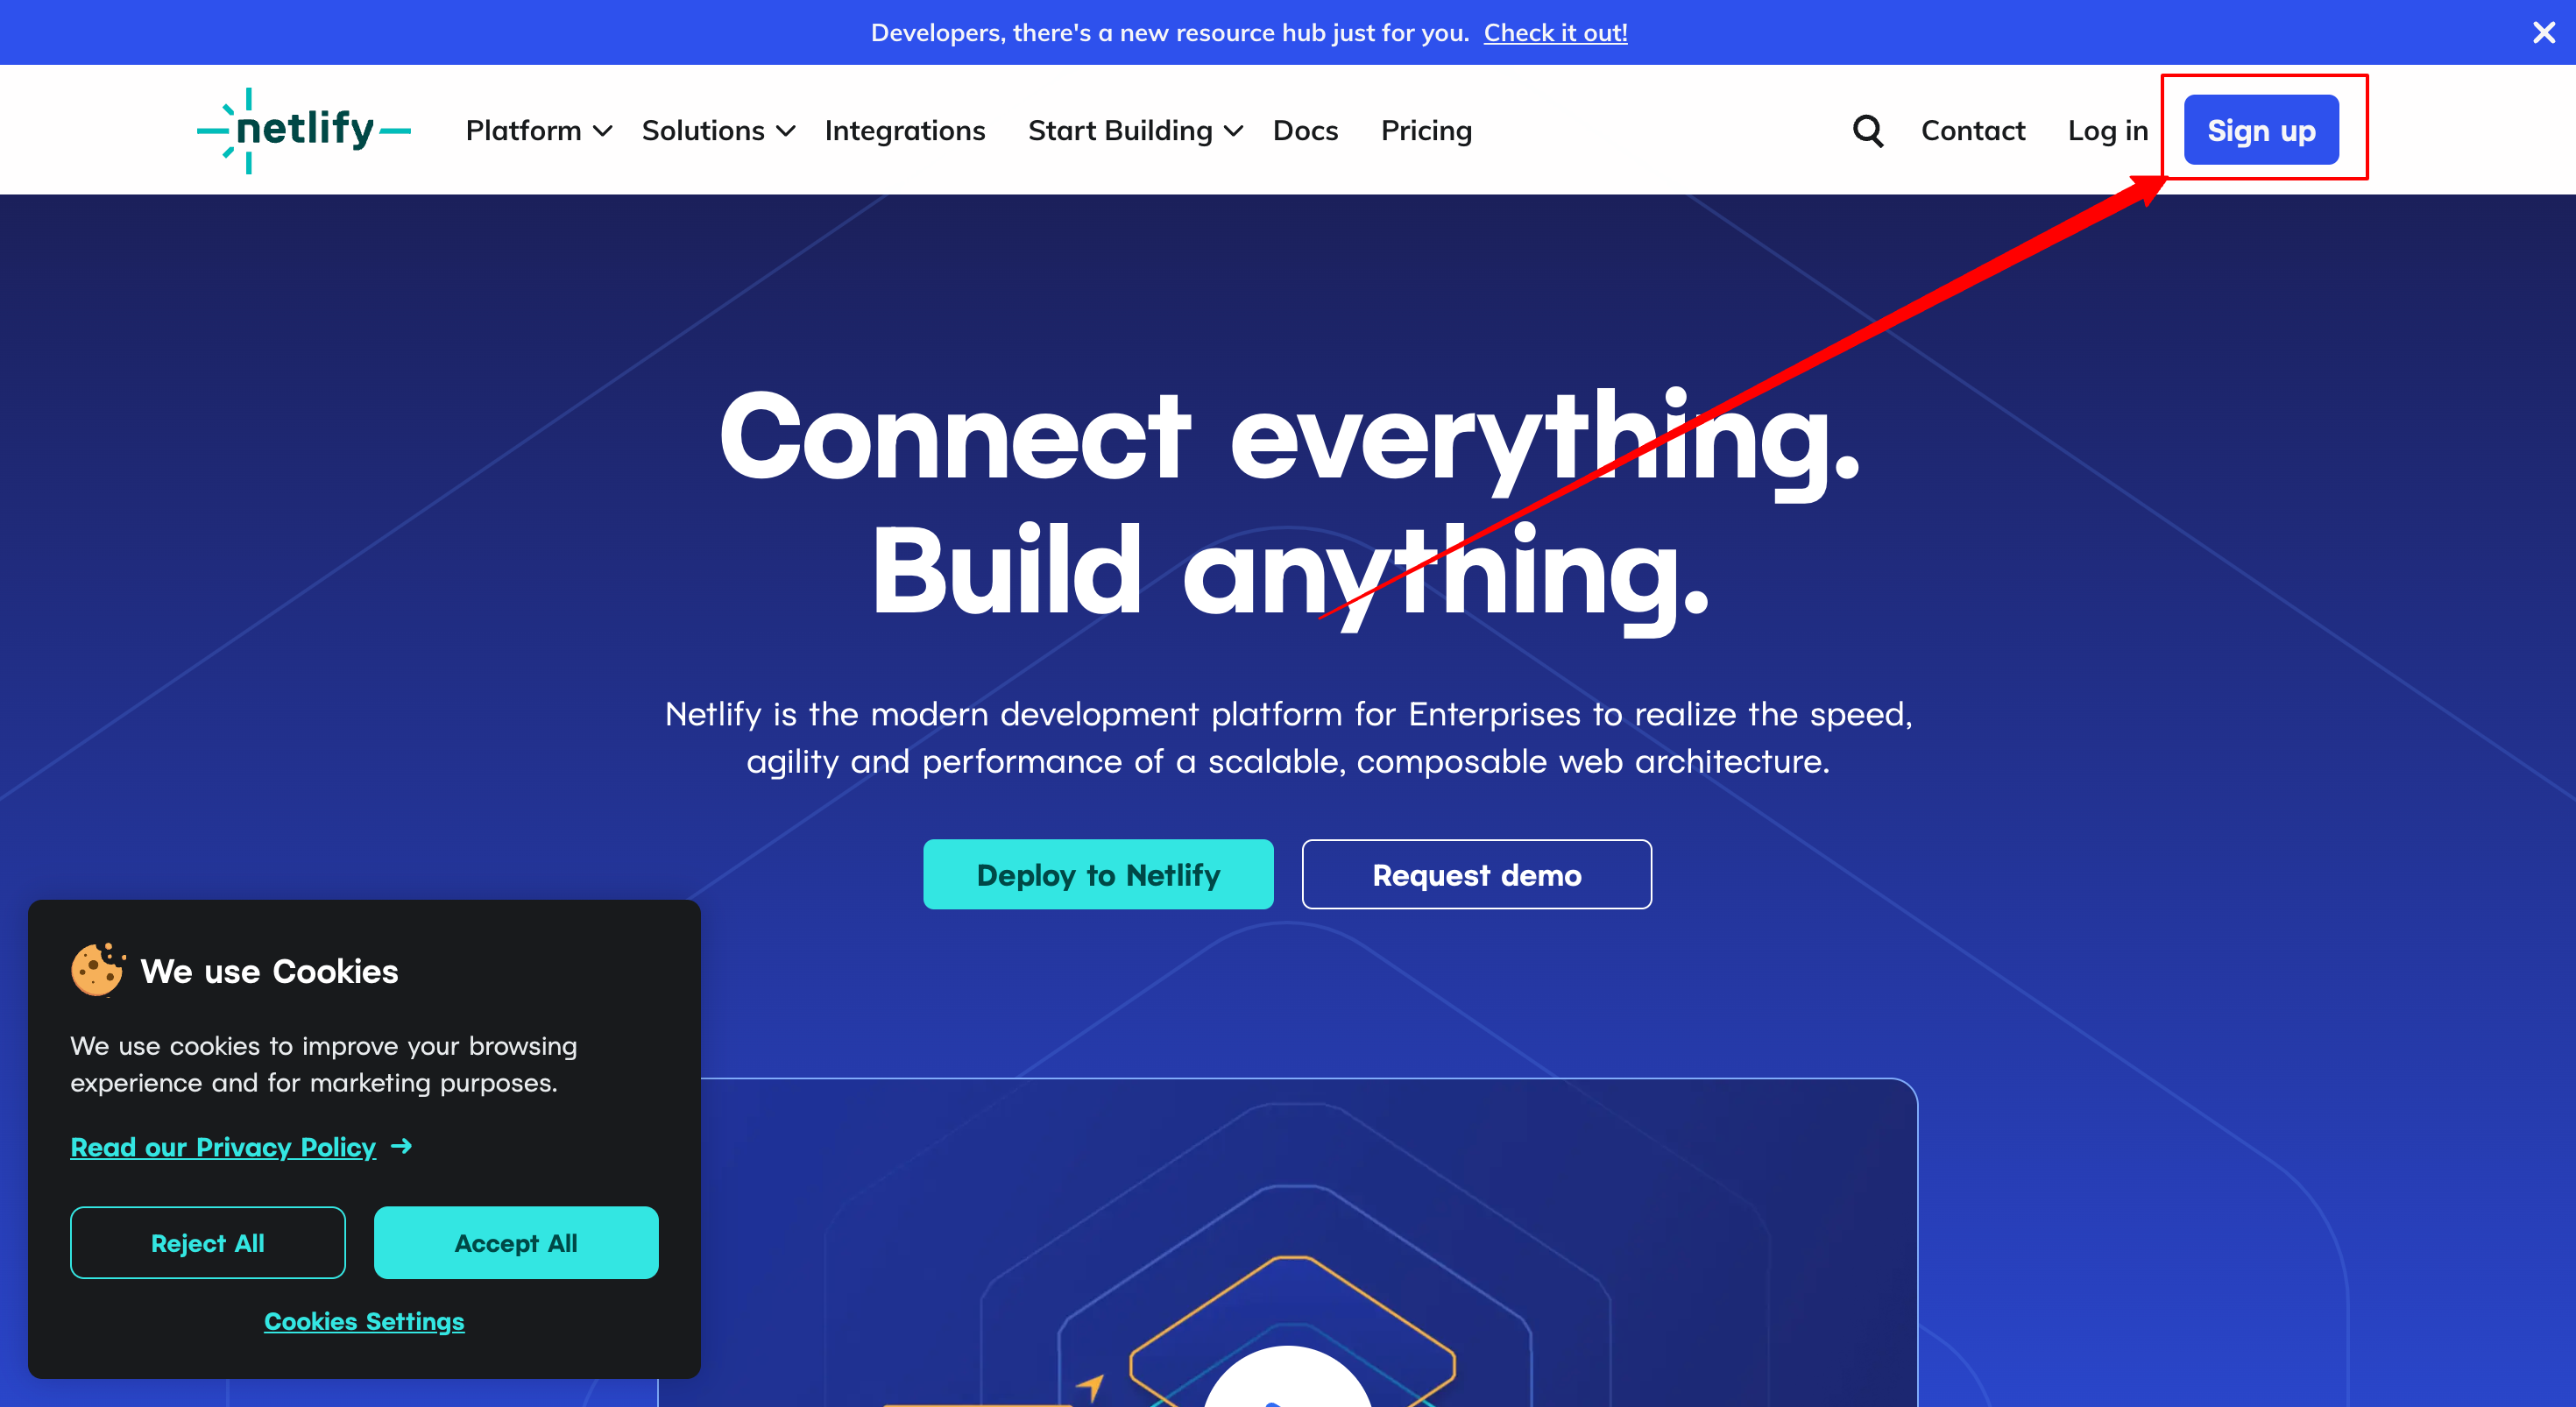 Developers, there's a new resource hub just for you. Check it out!
netlify Platform Solutions Integrations Start Building Docs Pricing Contact Log in Sign up
Connect everything.
Build anything.
Netlify is the modern development platform for Enterprises to realize the speed,
agility and performance of a scalable, composable web architecture.
Deploy to Netlify Request demo
We use Cookies
We use cookies to improve your browsing
experience and for marketing purposes.
Read our Privacy Policy
Reject All Accept All
Cookies Settings